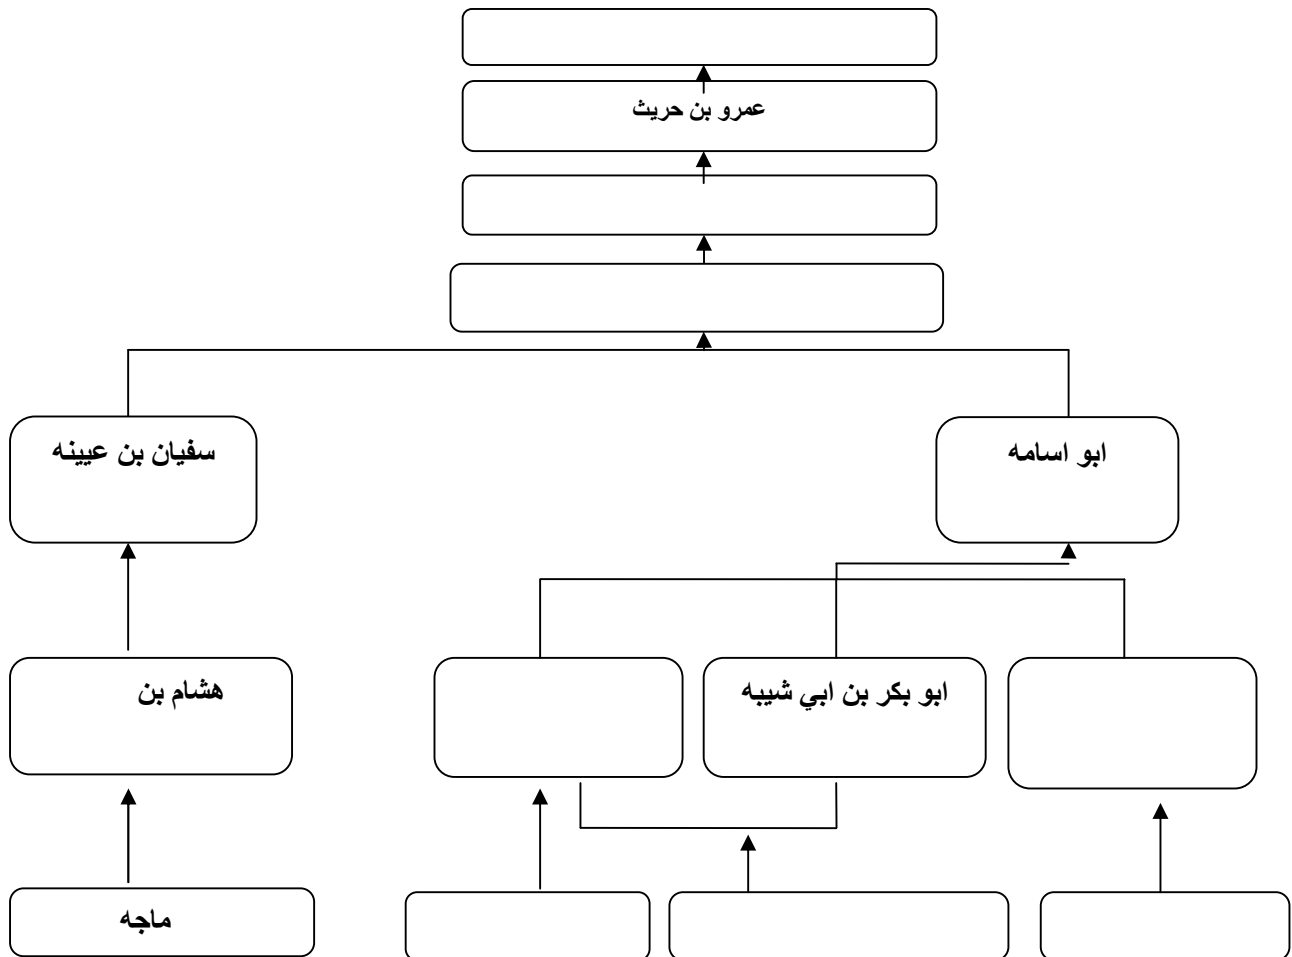 عمرو بن حريث
ابو اسامه
سفيان بن عيينه
ابو بكر بن ابي شيبه
هشام بن
ماجه